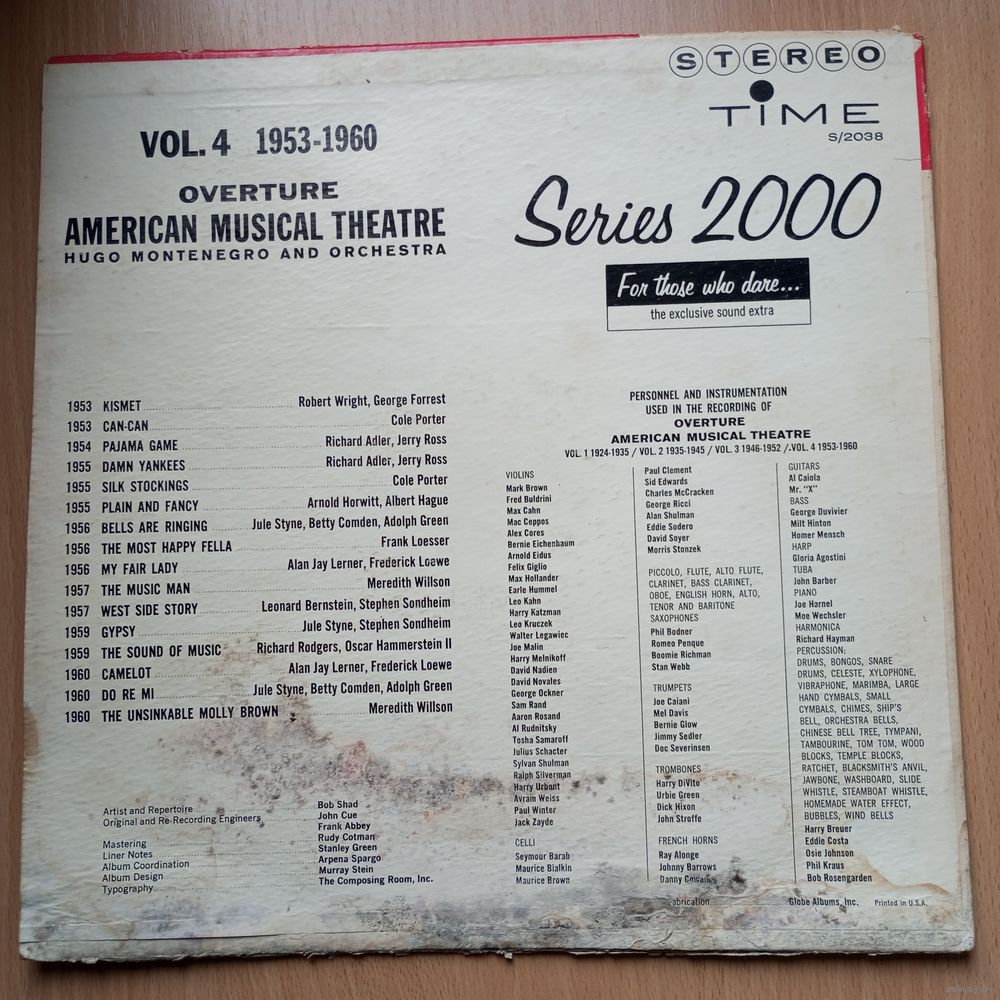 STEREO
TIME
S/2038
VOL. 4 1953-1960
OVERTURE
AMERICAN MUSICAL THEATRE
HUGO MONTENEGRO AND ORCHESTRA
Series 2000
For those who dare...
the exclusive sound extra
1953 KISMET Robert Wright, George Forrest
1953 CAN-CAN Cole Porter
1954 PAJAMA GAME Richard Adler, Jerry Ross
1955 DAMN YANKEES Richard Adler, Jerry Ross
1955 SILK STOCKINGS Cole Porter
1955 PLAIN AND FANCY Arnold Horwitt, Albert Hague
1956 BELLS ARE RINGING Jule Styne, Betty Comden, Adolph Green
1956 THE MOST HAPPY FELLA Frank Loesser
1956 MY FAIR LADY Alan Jay Lerner, Frederick Loewe
1957 THE MUSIC MAN Meredith Willson
1957 WEST SIDE STORY Leonard Bernstein, Stephen Sondheim
1959 GYPSY Jule Styne, Stephen Sondheim
1959 THE SOUND OF MUSIC Richard Rodgers, Oscar Hammerstein II
1960 CAMELOT Alan Jay Lerner, Frederick Loewe
1960 DO RE MI Jule Styne, Betty Comden, Adolph Green
1960 THE UNSINKABLE MOLLY BROWN Meredith Willson
Artist and Repertoire Bob Shad
Original and Re-Recording Engineers John Cue
Frank Abbey
Mastering Rudy Cotman
Liner Notes Stanley Green
Album Coordination Arpena Spargo
Album Design Murray Stein
Typography The Composing Room, Inc.
PERSONNEL AND INSTRUMENTATION
USED IN THE RECORDING OF
OVERTURE
AMERICAN MUSICAL THEATRE
VOL. 1 1924-1935 / VOL. 2 1935-1945 / VOL. 3 1946-1952 / VOL. 4 1953-1960
VIOLINS
Mark Brown
Fred Buldrini
Max Cahn
Mac Ceppos
Alex Cores
Bernie Eichenbaum
Arnold Eidus
Felix Giglio
Max Hollander
Earle Hummel
Leo Kahn
Harry Katzman
Leo Kruczek
Walter Legawiec
Joe Malin
Harry Melnikoff
David Nadien
David Novales
George Ockner
Sam Rand
Aaron Rosand
Al Rudnitsky
Tosha Samaroff
Julius Schacter
Sylvan Shulman
Ralph Silverman
Harry Urbont
Avram Weiss
Paul Winter
Jack Zayde
CELLI
Seymour Barab
Maurice Bialkin
Maurice Brown
Paul Clement
Sid Edwards
Charles McCracken
George Ricci
Alan Shulman
Eddie Sodero
David Soyer
Morris Stonzek
PICCOLO, FLUTE, ALTO FLUTE,
CLARINET, BASS CLARINET,
OBOE, ENGLISH HORN, ALTO,
TENOR AND BARITONE
SAXOPHONES
Phil Bodner
Romeo Penque
Boomie Richman
Stan Webb
TRUMPETS
Joe Caiani
Mel Davis
Bernie Glow
Jimmy Sedler
Doc Severinsen
TROMBONES
Harry DiVito
Urbie Green
Dick Hixon
John Stroffe
FRENCH HORNS
Ray Alonge
Johnny Barrows
Danny
GUITARS
Al Caiola
Mr. "X"
BASS
George Duvivier
Milt Hinton
Homer Mensch
HARP
Gloria Agostini
TUBA
John Barber
PIANO
Joe Harnel
Moe Wechsler
HARMONICA
Richard Hayman
PERCUSSION:
DRUMS, BONGOS, SNARE
DRUMS, CELESTE, XYLOPHONE,
VIBRAPHONE, MARIMBA, LARGE
HAND CYMBALS, SMALL
CYMBALS, CHIMES, SHIP'S
BELL, ORCHESTRA BELLS,
CHINESE BELL TREE, TYMPANI,
TAMBOURINE, TOM TOM, WOOD
BLOCKS, TEMPLE BLOCKS,
RATCHET, BLACKSMITH'S ANVIL,
JAWBONE, WASHBOARD, SLIDE
WHISTLE, STEAMBOAT WHISTLE,
HOMEMADE WATER EFFECT,
BUBBLES, WIND BELLS
Harry Breuer
Eddie Costa
Osie Johnson
Phil Kraus
Bob Rosengarden
Globe Albums, Inc. Printed in U.S.A.